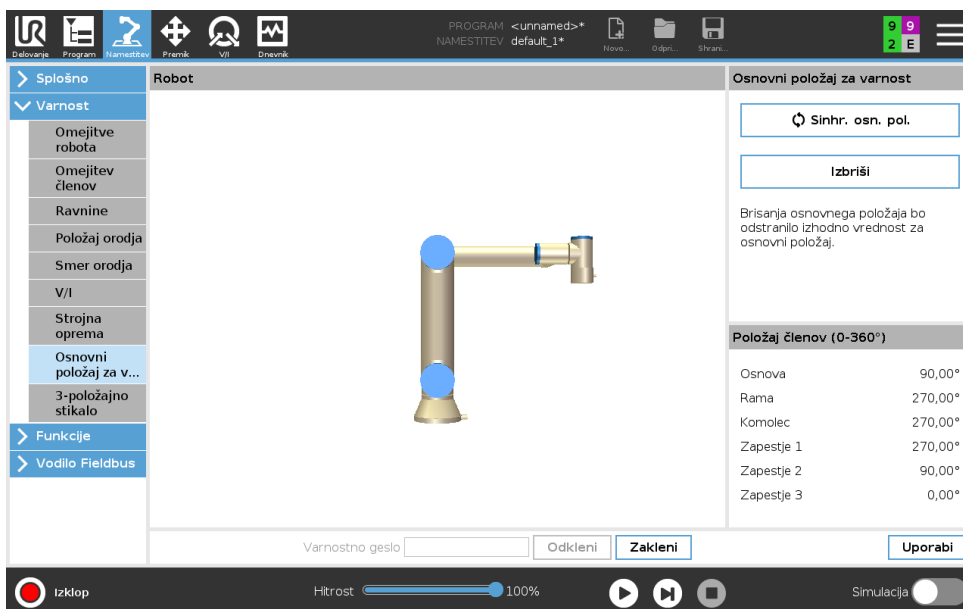 UR
PROGRAM <unnamed>*
NAMESTITEV default_1*
Delovanje Program Namestitev Premik V/I Dnevnik
Novo... Odpri... Shrani...
9 9
2 E
Splošno
Varnost
Omejitve
robota
Omejitev
členov
Ravnine
Položaj orodja
Smer orodja
V/I
Strojna
oprema
Osnovni
položaj za v...
3-položajno
stikalo
Funkcije
Vodilo Fieldbus
Robot
Osnovni položaj za varnost
Sinhr. osn. pol.
Izbriši
Brisanja osnovnega položaja bo
odstranilo izhodno vrednost za
osnovni položaj.
Položaj členov (0-360°)
Osnova 90,00°
Rama 270,00°
Komolec 270,00°
Zapestje 1 270,00°
Zapestje 2 90,00°
Zapestje 3 0,00°
Varnostno geslo Odkleni Zakleni Uporabi
Izklop Hitrost 100% Simulacija